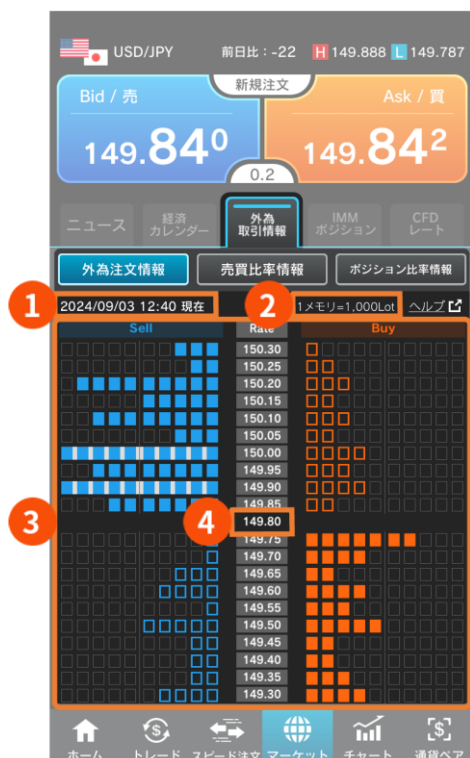 USD/JPY 前日比：-22 H 149.888 L 149.787
新規注文
Bid / 売 Ask / 買
149.840 149.842
0.2
ニュース 経済カレンダー 外為取引情報 IMMポジション CFDレート
外為注文情報 売買比率情報 ポジション比率情報
1 2024/09/03 12:40 現在 2 1メモリ=1,000Lot ヘルプ
Sell Rate Buy
150.30
150.25
150.20
150.15
150.10
150.05
150.00
149.95
149.90
149.85
3 4 149.80
149.75
149.70
149.65
149.60
149.55
149.50
149.45
149.40
149.35
149.30
ホーム トレード スピード注文 マーケット チャート 通貨ペア